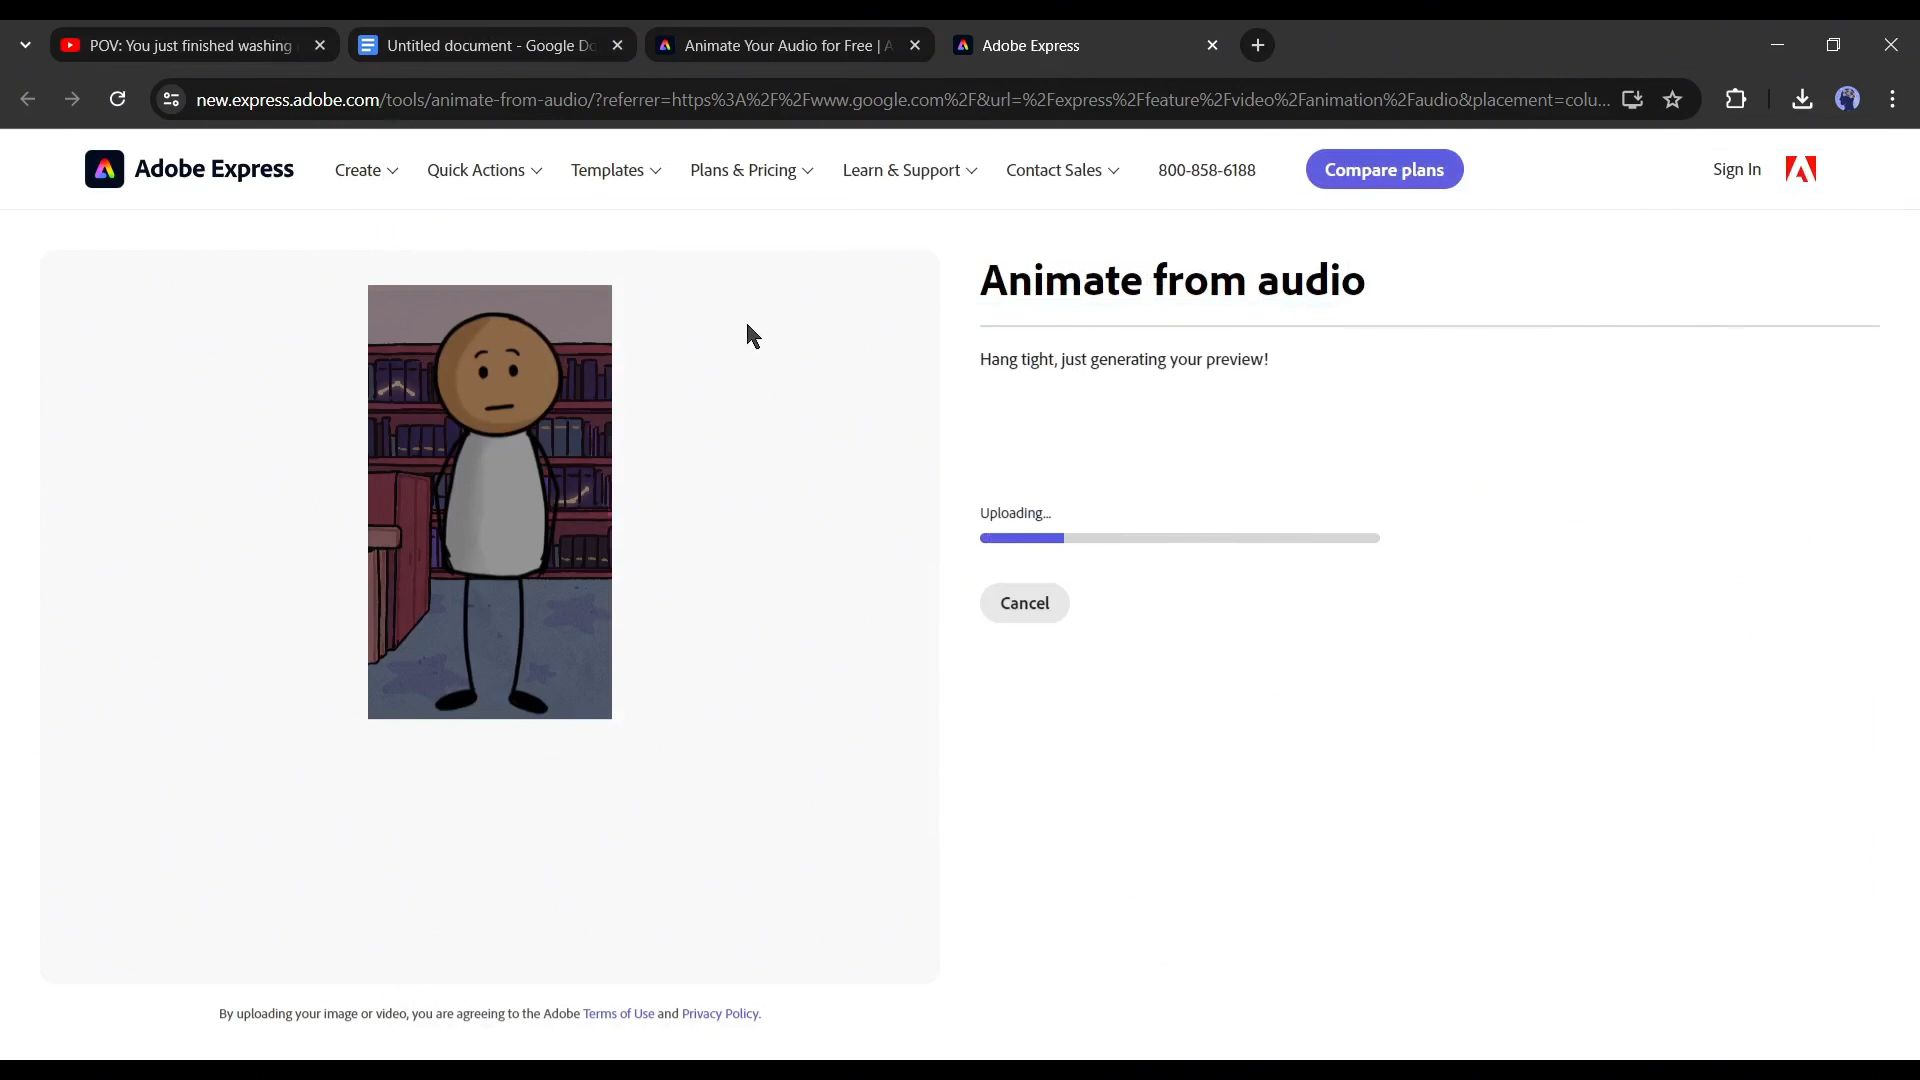 POV: You just finished washing
Untitled document - Google Do
Animate Your Audio for Free | A
Adobe Express
new.express.adobe.com/tools/animate-from-audio/?referrer=https%3A%2F%2Fwww.google.com%2F&url=%2Fexpress%2Ffeature%2Fvideo%2Fanimation%2Faudio&placement=colu...
Adobe Express
Create
Quick Actions
Templates
Plans & Pricing
Learn & Support
Contact Sales
800-858-6188
Compare plans
Sign In
Animate from audio
Hang tight, just generating your preview!
Uploading...
Cancel
By uploading your image or video, you are agreeing to the Adobe Terms of Use and Privacy Policy.